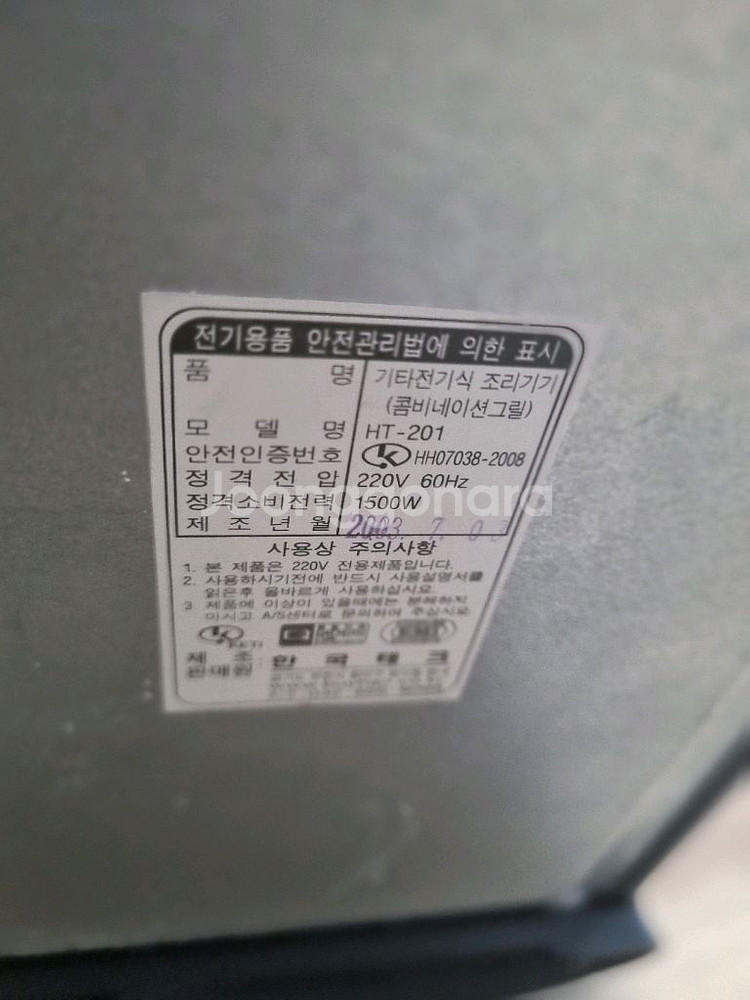 전기용품 안전관리법에 의한 표시
품 명 기타전기식 조리기기
(콤비네이션그릴)
모 델 명 HT-201
안전인증번호 HH07038-2008
정 격 전 압 220V 60Hz
정격소비전력 1500W
제 조 년 월 2003. 7. 03
Joongonara
사용상 주의사항
1. 본 제품은 220V 전용제품입니다.
2. 사용하시기전에 반드시 사용설명서를
읽은후 올바르게 사용하십시요.
3 제품에 이상이 있을때에는 분해하지
마시고 A/S센터로 문의하여 주십시요
KETI
제 조 한 국 테 크
판매원